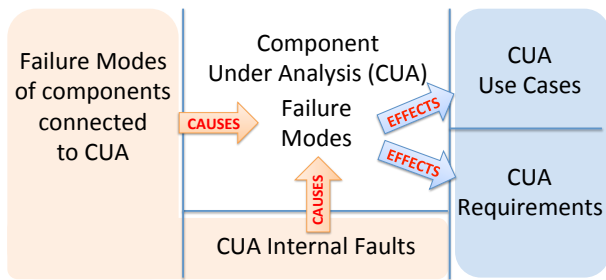 Failure Modes
of components
connected
to CUA
CAUSES
Component
Under Analysis (CUA)
Failure
Modes
EFFECTS
EFFECTS
CAUSES
CUA Internal Faults
CUA
Use Cases
CUA
Requirements